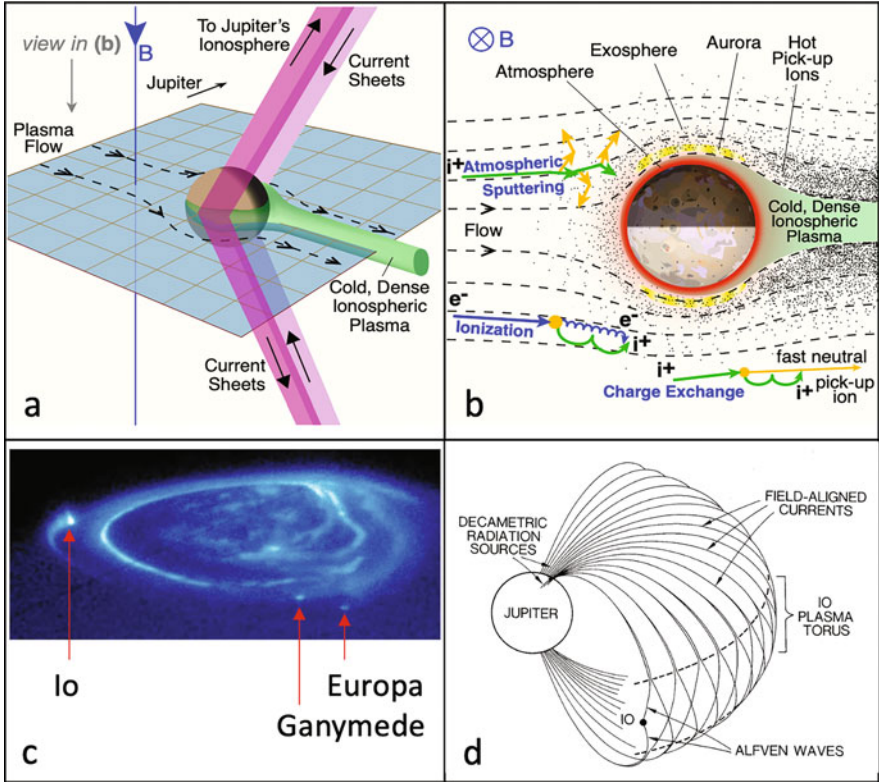 To Jupiter's
Ionosphere
view in (b)
B
Jupiter
Current
Sheets
Plasma
Flow
Cold, Dense
Ionospheric
Plasma
Current
Sheets
a
B
Exosphere
Aurora
Hot
Pick-up
Ions
Atmosphere
i+
Atmospheric
Sputtering
Flow
Cold, Dense
Ionospheric
Plasma
e-
Ionization
e-
i+
fast neutral
i+
Charge Exchange
i+
pick-up
ion
b
Io
Europa
Ganymede
c
DECAMETRIC
RADIATION
SOURCES
FIELD-ALIGNED
CURRENTS
JUPITER
IO
PLASMA
TORUS
IO
ALFVEN WAVES
d